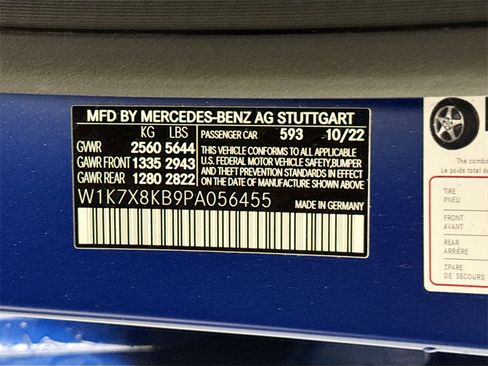 MFD BY MERCEDES-BENZ AG STUTTGART
KG LBS PASSENGER CAR 593 10/22
GVWR 2560 5644
GAWR FRONT 1335 2943
GAWR REAR 1280 2822
THIS VEHICLE CONFORMS TO ALL APPLICABLE
U.S. FEDERAL MOTOR VEHICLE SAFETY, BUMPER
AND THEFT PREVENTION STANDARDS IN EFFECT ON
THE DATE OF MANUFACTURE SHOWN ABOVE.
W1K7X8KB9PA056455
MADE IN GERMANY
The combin
Le poids total de
TIRE
PNEU
FRONT
AVANT
REAR
ARRIÈRE
SPARE
DE SECOURS